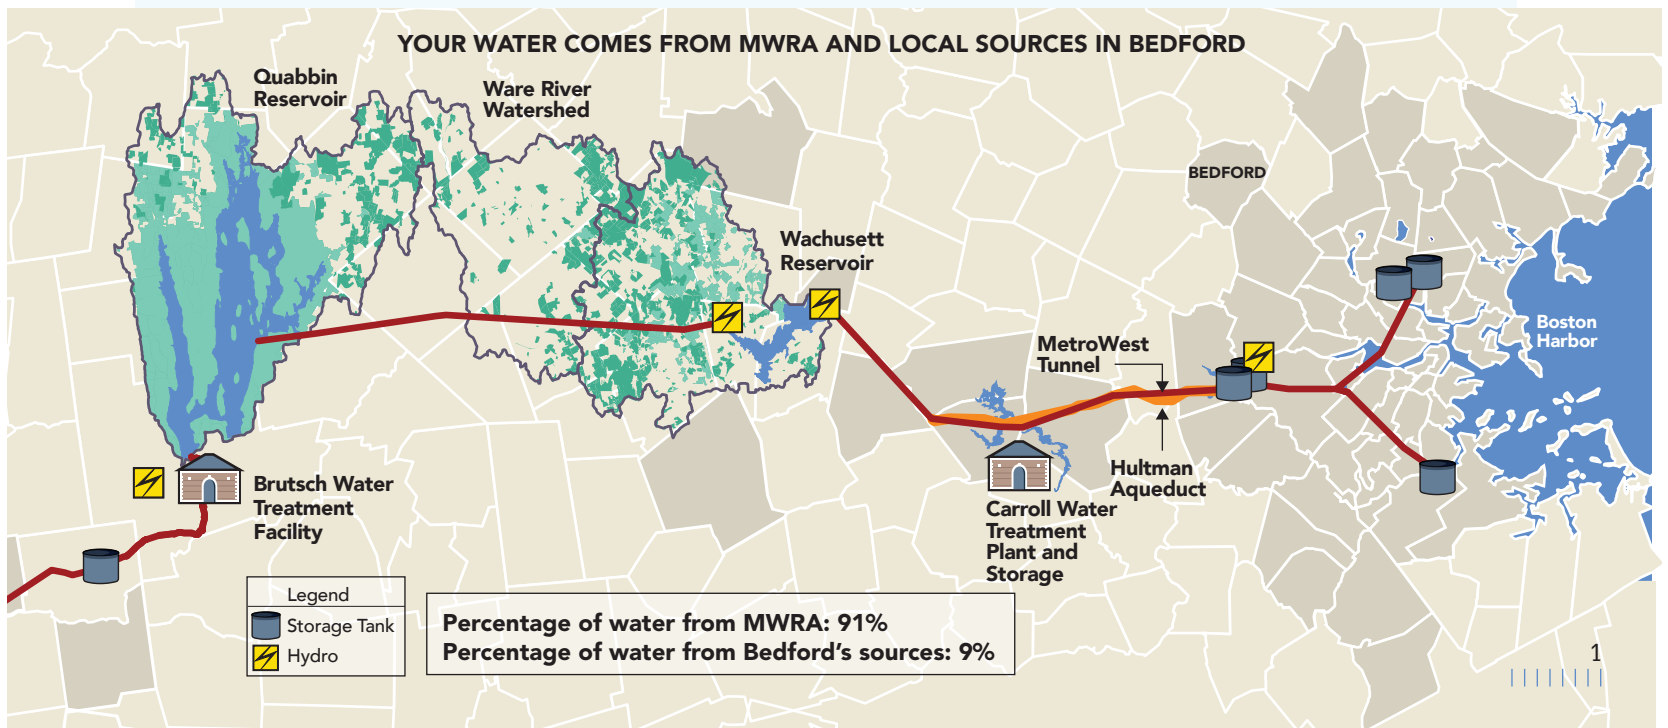 YOUR WATER COMES FROM MWRA AND LOCAL SOURCES IN BEDFORD
Quabbin
Reservoir
Ware River
Watershed
BEDFORD
Wachusett
Reservoir
Boston
Harbor
MetroWest
Tunnel
Hultman
Aqueduct
Brutsch Water
Treatment
Facility
Carroll Water
Treatment
Plant and
Storage
Legend
Storage Tank
Hydro
Percentage of water from MWRA: 91%
Percentage of water from Bedford’s sources: 9%
1